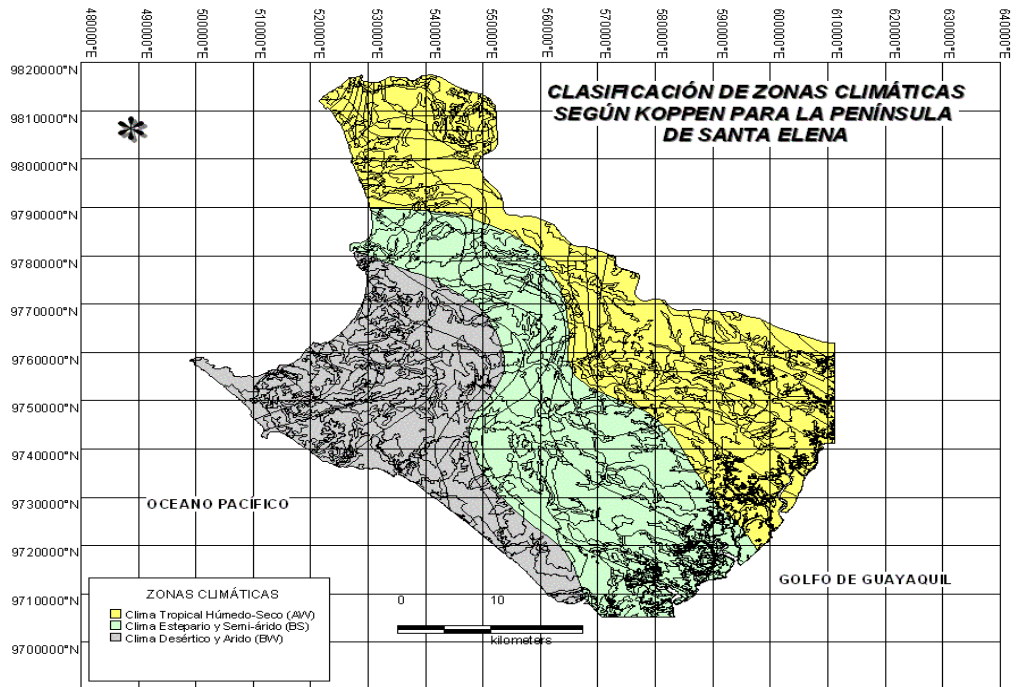 480000°E
490000°E
500000°E
510000°E
520000°E
530000°E
540000°E
550000°E
560000°E
570000°E
580000°E
590000°E
600000°E
610000°E
620000°E
630000°E
640000°E
9820000°N
9810000°N
9800000°N
9790000°N
9780000°N
9770000°N
9760000°N
9750000°N
9740000°N
9730000°N
9720000°N
9710000°N
9700000°N
CLASIFICACIÓN DE ZONAS CLIMÁTICAS
SEGÚN KOPPEN PARA LA PENÍNSULA
DE SANTA ELENA
OCEANO PACÍFICO
GOLFO DE GUAYAQUIL
ZONAS CLIMÁTICAS
Clima Tropical Húmedo-Seco (AW)
Clima Estepario y Semi-árido (BS)
Clima Desértico y Arido (BW)
0 10
kilometers